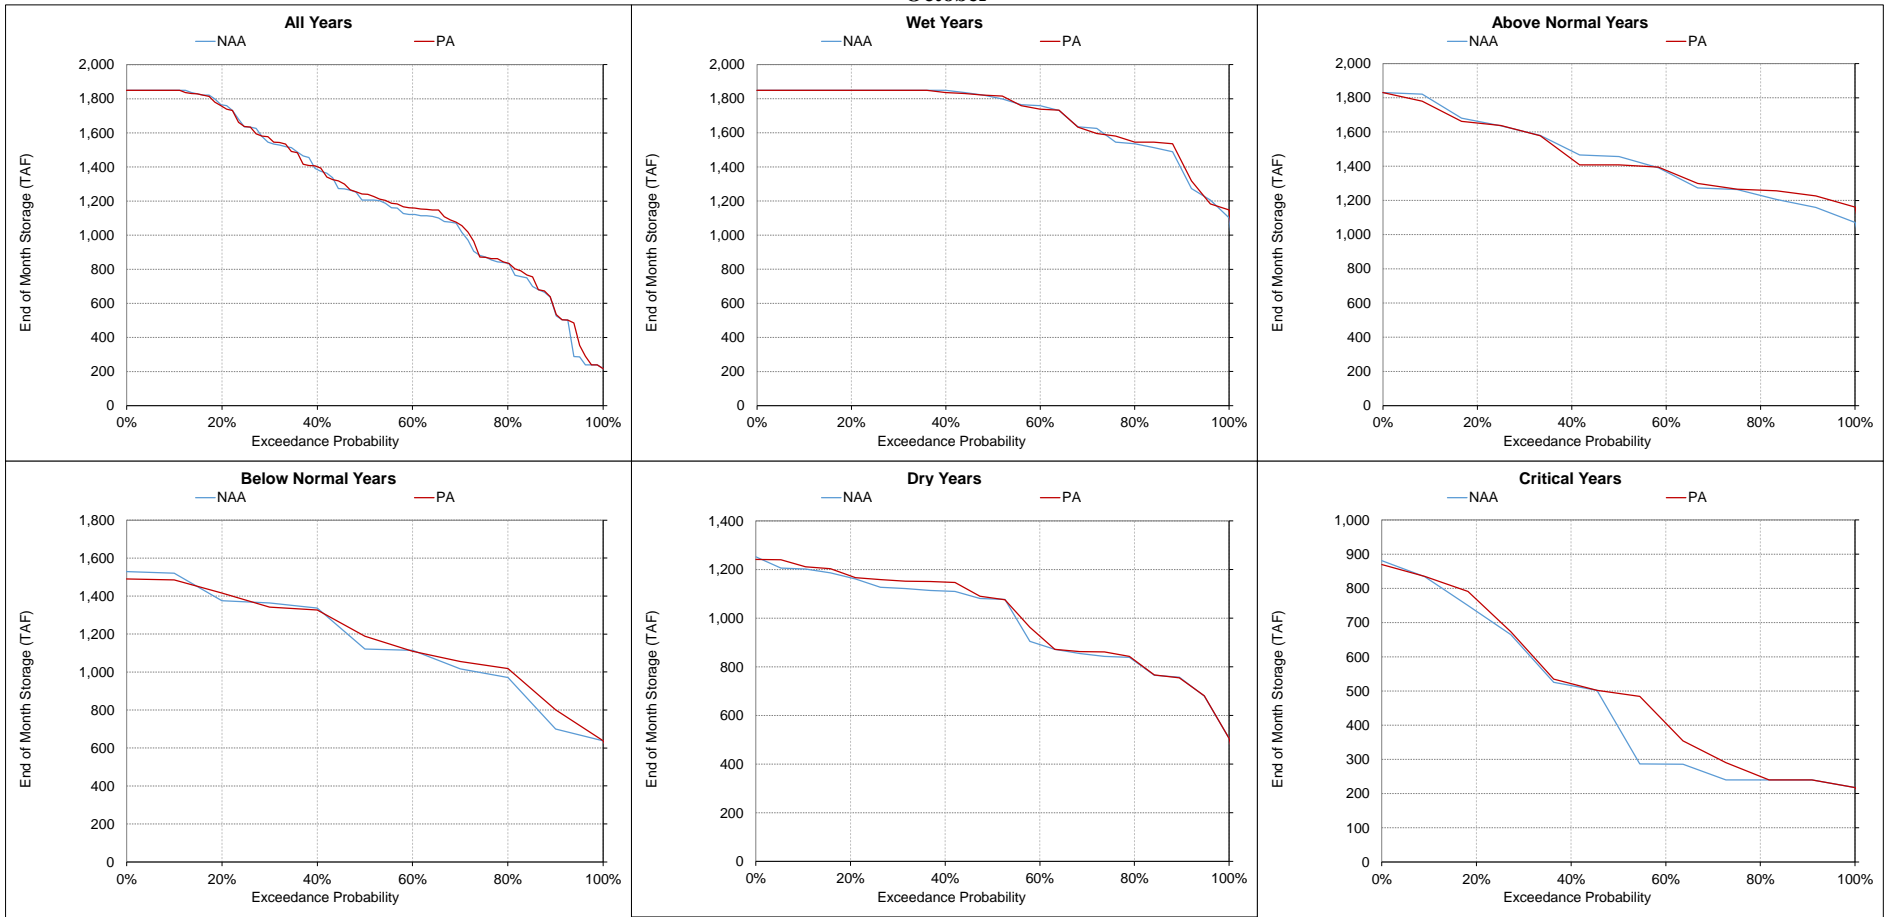 October
All Years
NAA PA
2,000
1,800
1,600
1,400
1,200
1,000
800
600
400
200
0
0% 20% 40% 60% 80% 100%
End of Month Storage (TAF)
Exceedance Probability
Wet Years
NAA PA
2,000
1,800
1,600
1,400
1,200
1,000
800
600
400
200
0
0% 20% 40% 60% 80% 100%
End of Month Storage (TAF)
Exceedance Probability
Above Normal Years
NAA PA
2,000
1,800
1,600
1,400
1,200
1,000
800
600
400
200
0
0% 20% 40% 60% 80% 100%
End of Month Storage (TAF)
Exceedance Probability
Below Normal Years
NAA PA
1,800
1,600
1,400
1,200
1,000
800
600
400
200
0
0% 20% 40% 60% 80% 100%
End of Month Storage (TAF)
Exceedance Probability
Dry Years
NAA PA
1,400
1,200
1,000
800
600
400
200
0
0% 20% 40% 60% 80% 100%
End of Month Storage (TAF)
Exceedance Probability
Critical Years
NAA PA
1,000
900
800
700
600
500
400
300
200
100
0
0% 20% 40% 60% 80% 100%
End of Month Storage (TAF)
Exceedance Probability